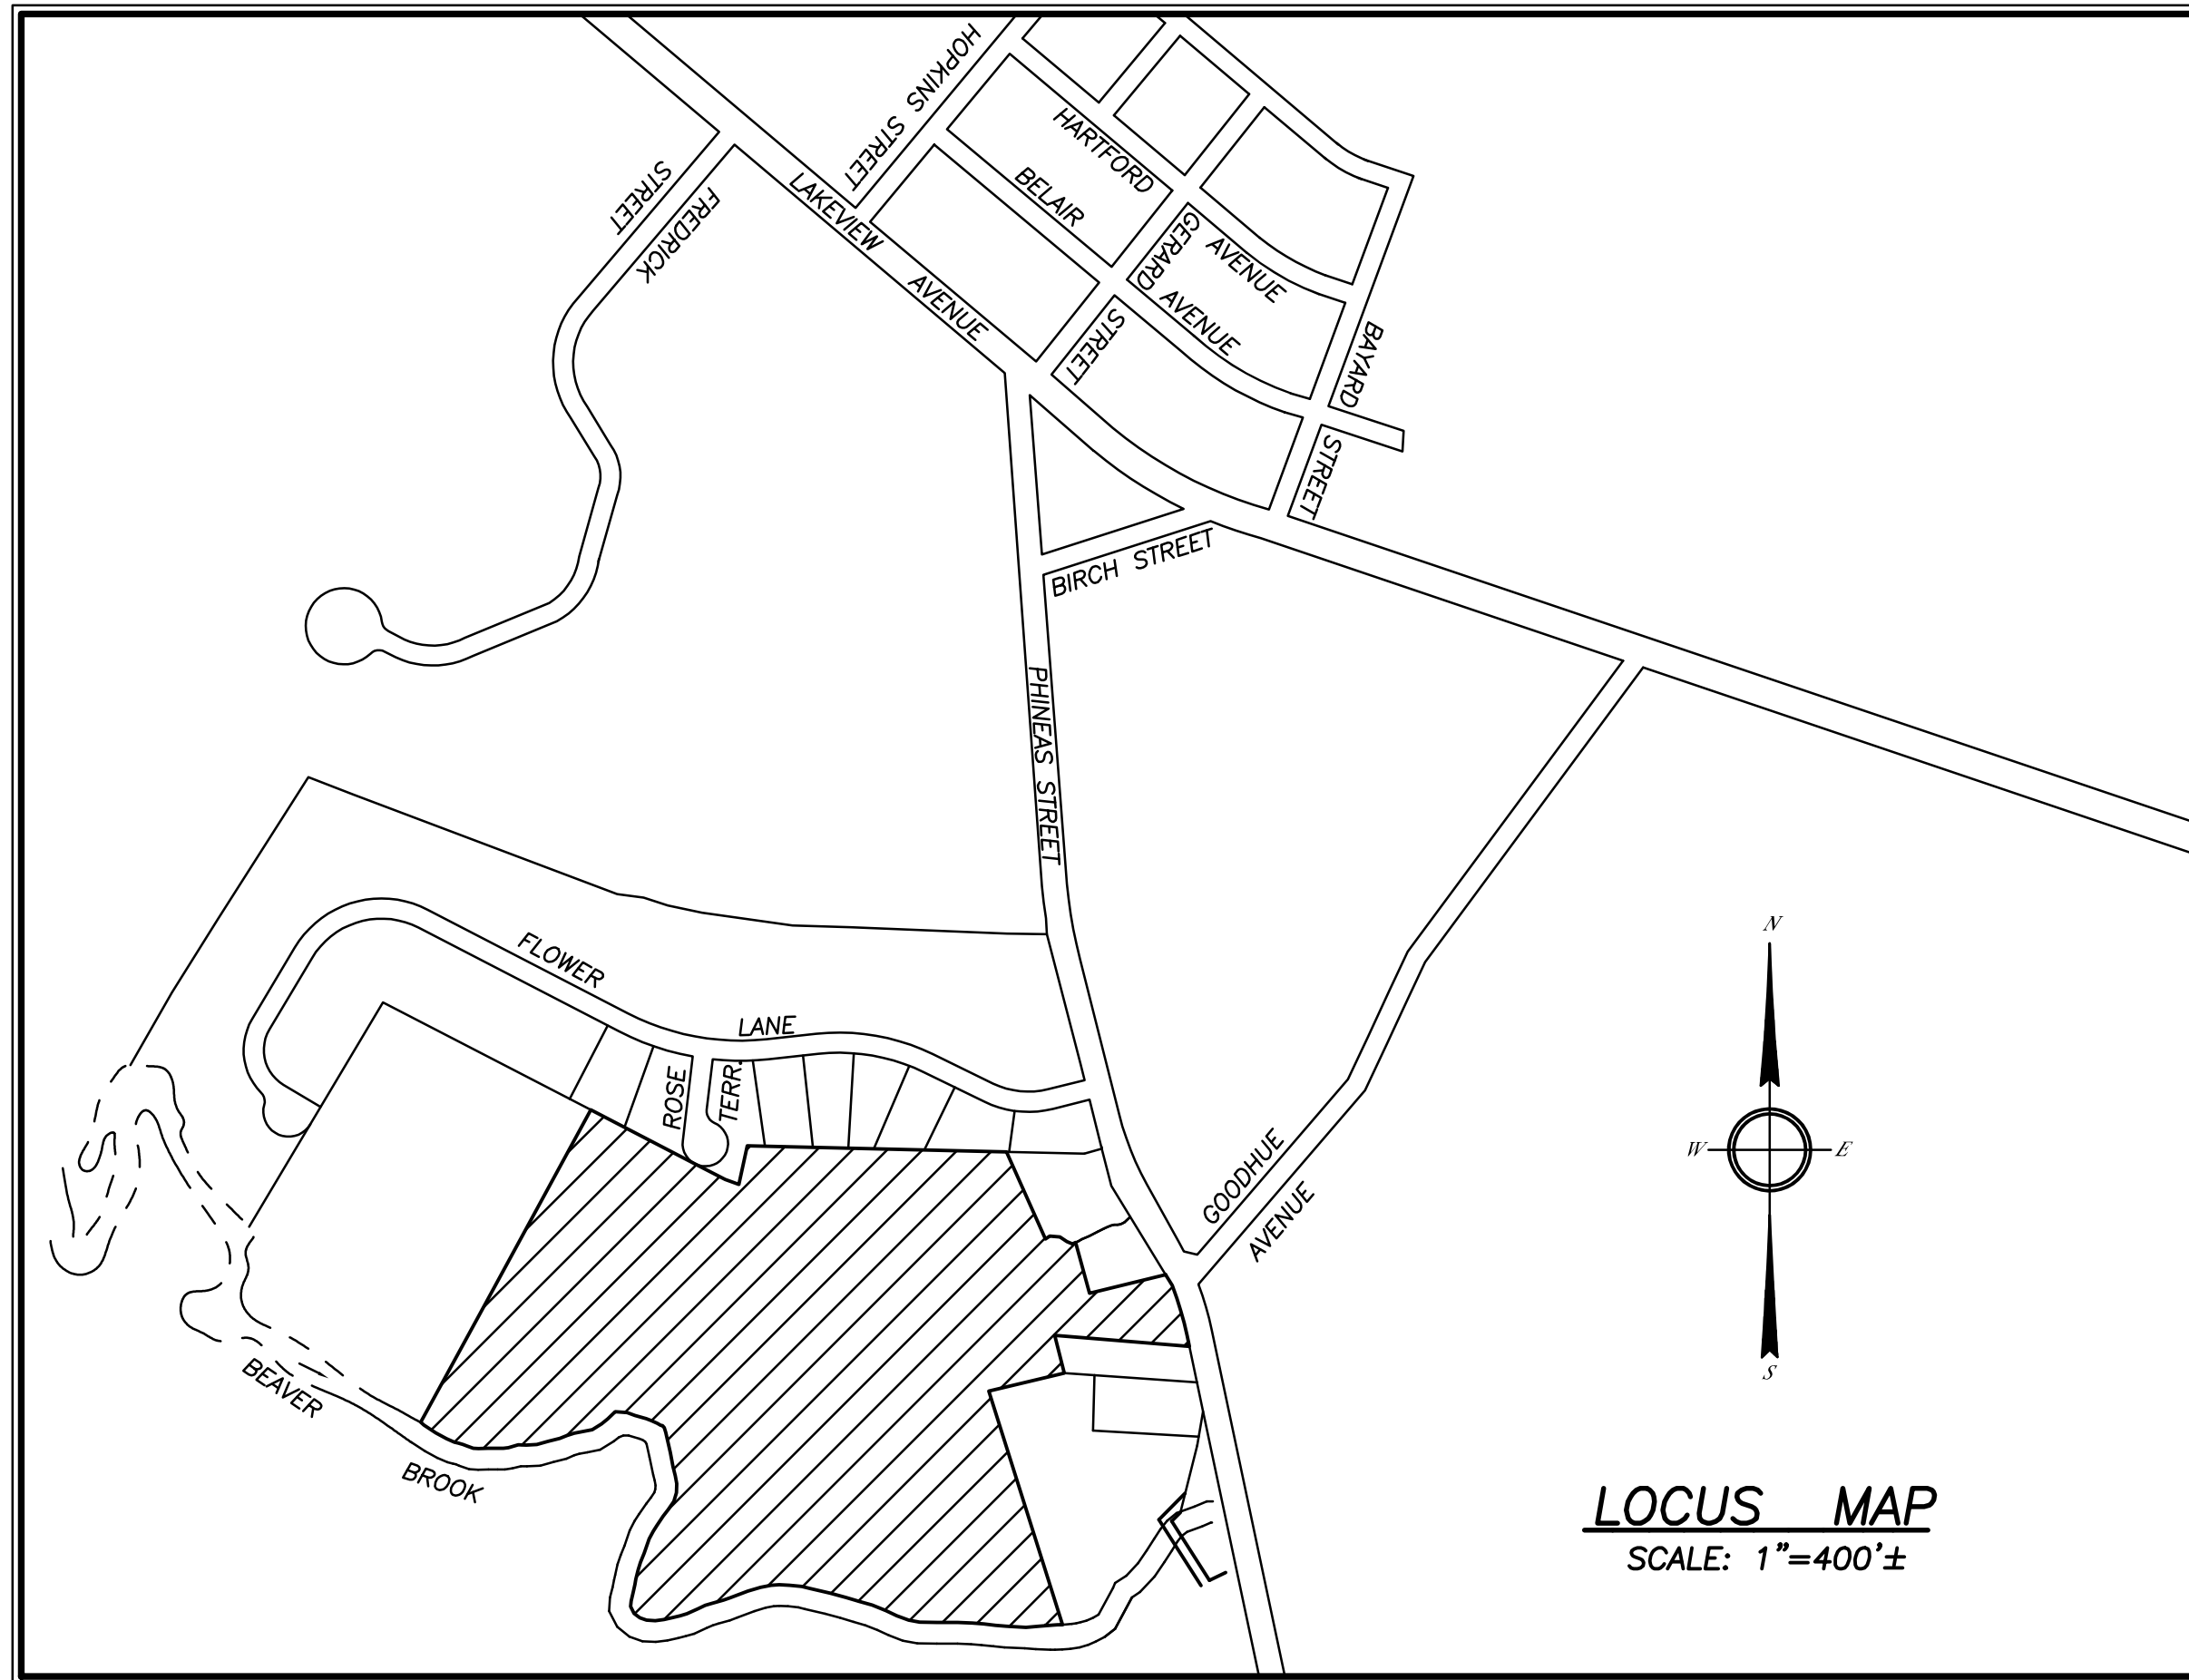 HOPKINS STREET
HARTFORD AVENUE
BELAIR AVENUE
STREET
FREDRICK
LAKEVIEW AVENUE
GERARD
STREET
BAYARD
STREET
BIRCH STREET
PHINEAS STREET
FLOWER LANE
ROSE TERR.
GOODHUE AVENUE
BEAVER BROOK
N
W
E
S
LOCUS MAP
SCALE: 1"=400'±